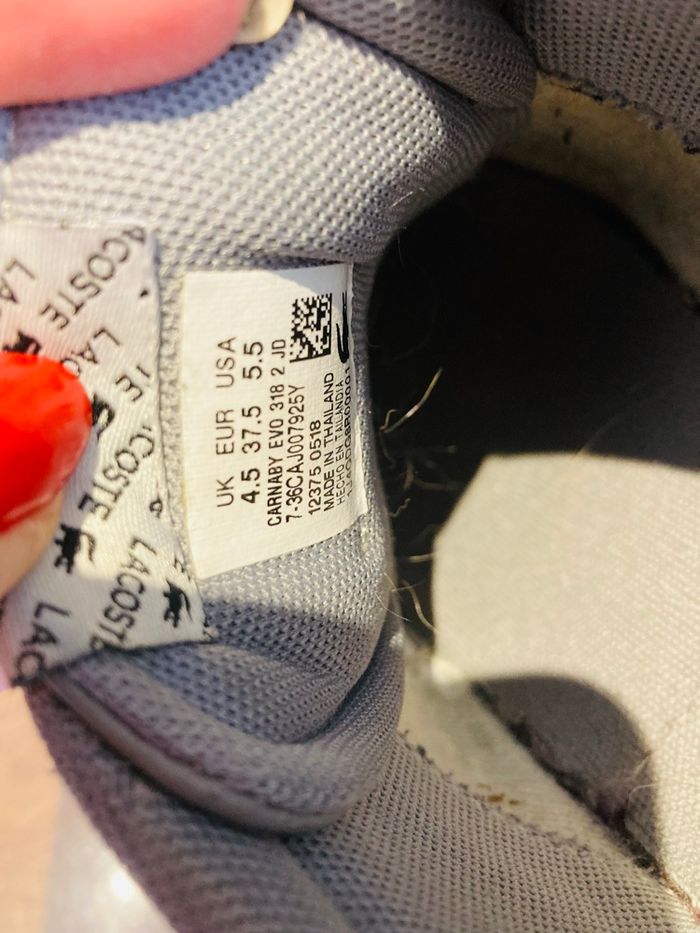 UK EUR USA
4.5 37.5 5.5
CARNABY EVO 318 2 JD
7-36CAJ007925Y
12375 0518
MADE IN THAILAND
HECHO EN TAILANDIA
LACOSTE
LACOSTE
LACOSTE